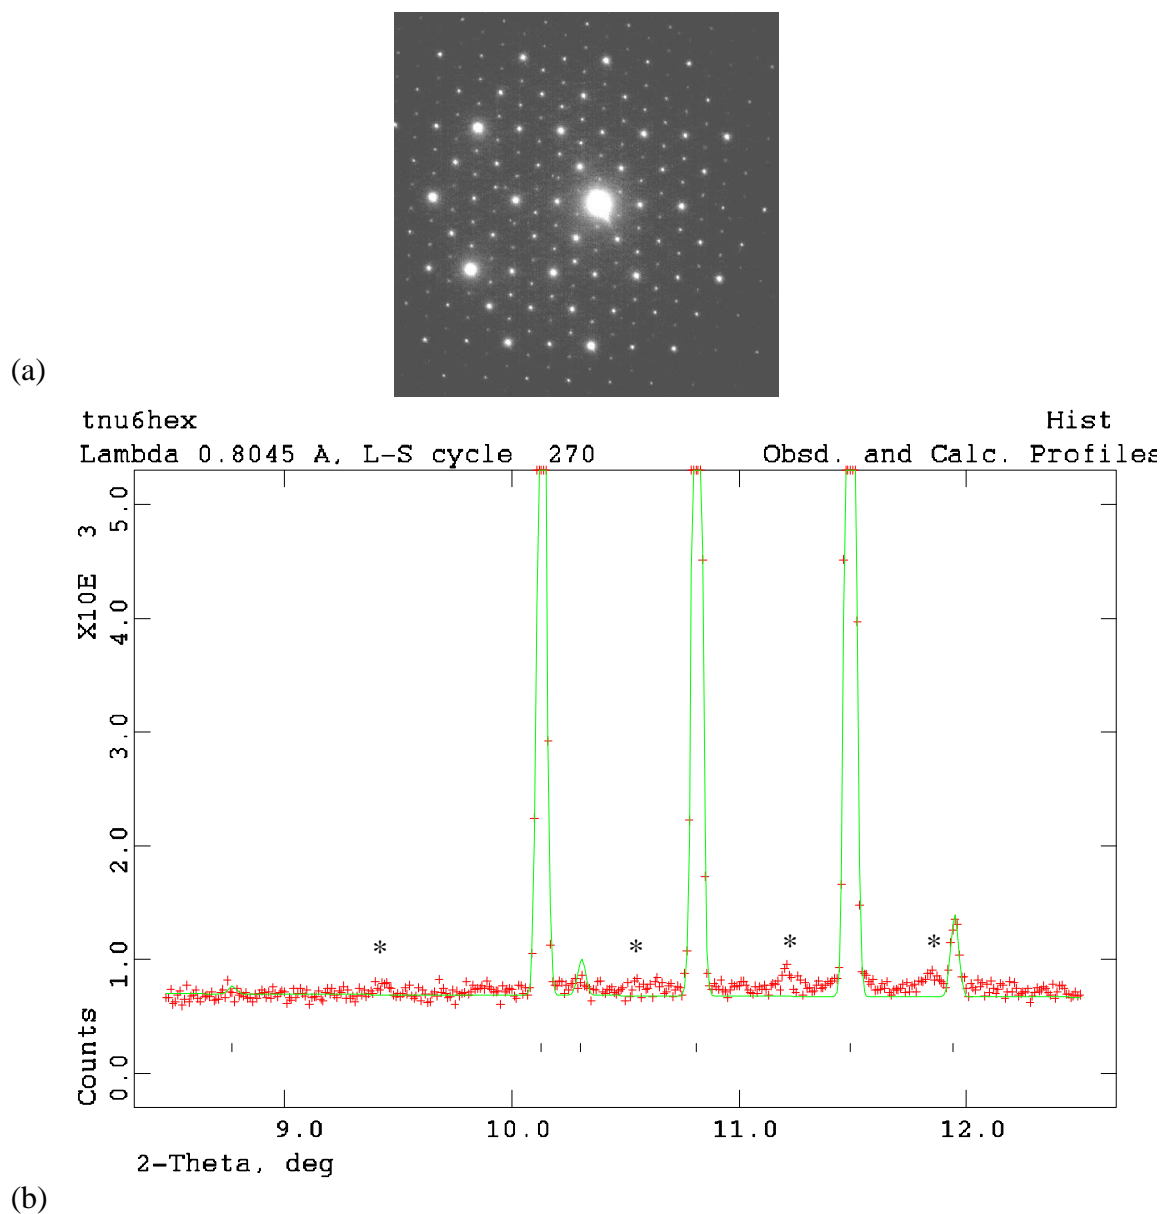 (a)
tnu6hex Hist
Lambda 0.8045 A, L-S cycle 270 Obsd. and Calc. Profiles
X10E 3
Counts
5.0
4.0
3.0
2.0
1.0
0.0
* * * *
9.0 10.0 11.0 12.0
2-Theta, deg
(b)